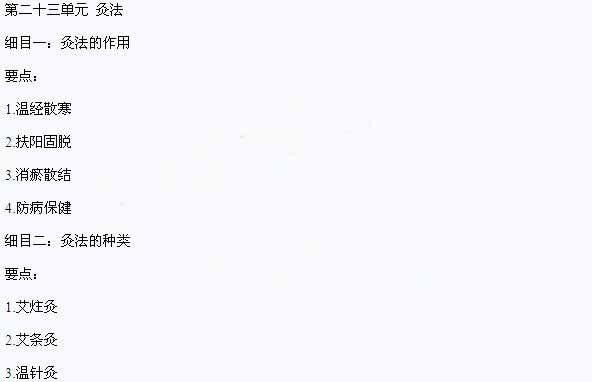 第二十三单元 灸法
细目一：灸法的作用
要点：
1.温经散寒
2.扶阳固脱
3.消瘀散结
4.防病保健
细目二：灸法的种类
要点：
1.艾炷灸
2.艾条灸
3.温针灸